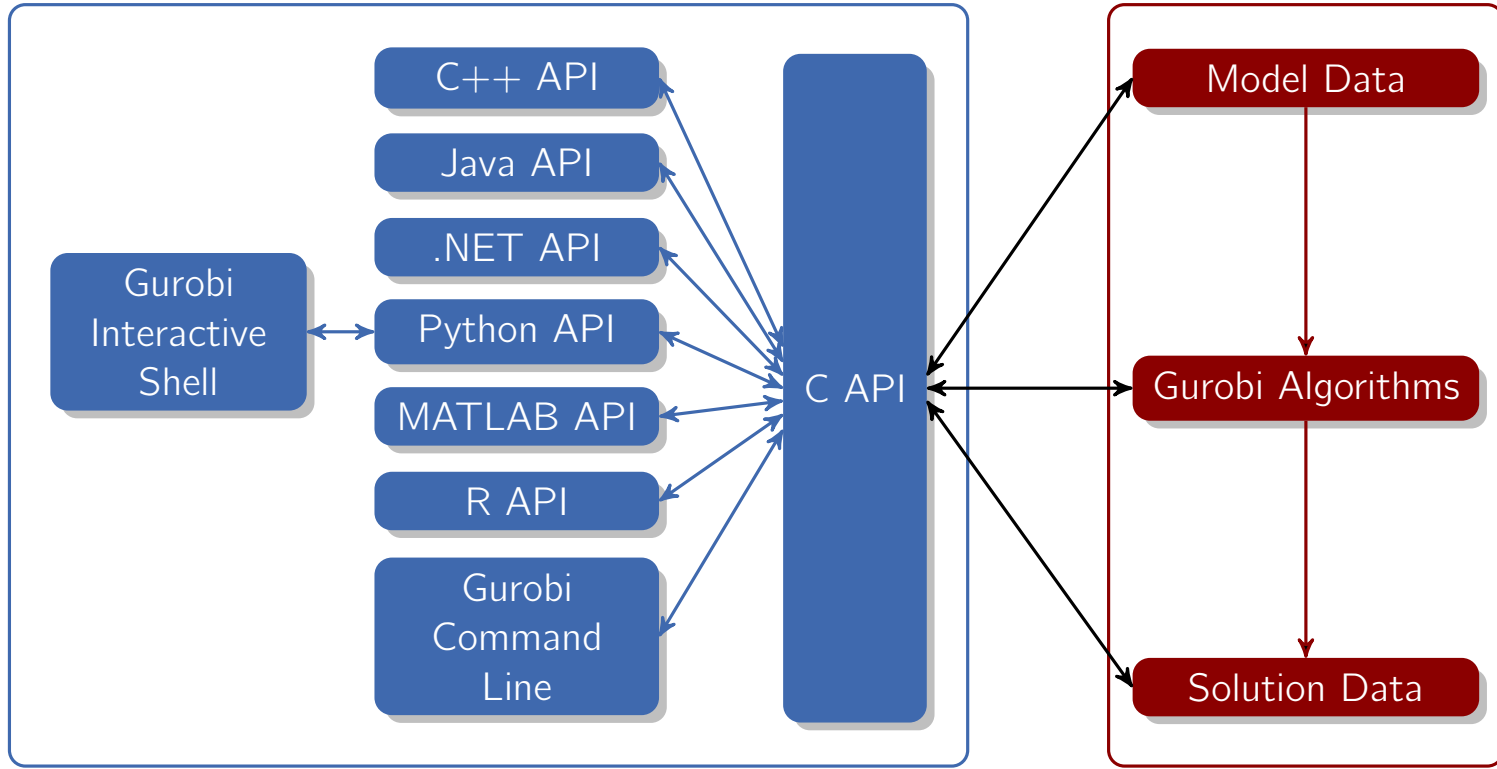 C++ API
Java API
.NET API
Gurobi
Interactive
Shell
Python API
MATLAB API
R API
Gurobi
Command
Line
C API
Model Data
Gurobi Algorithms
Solution Data